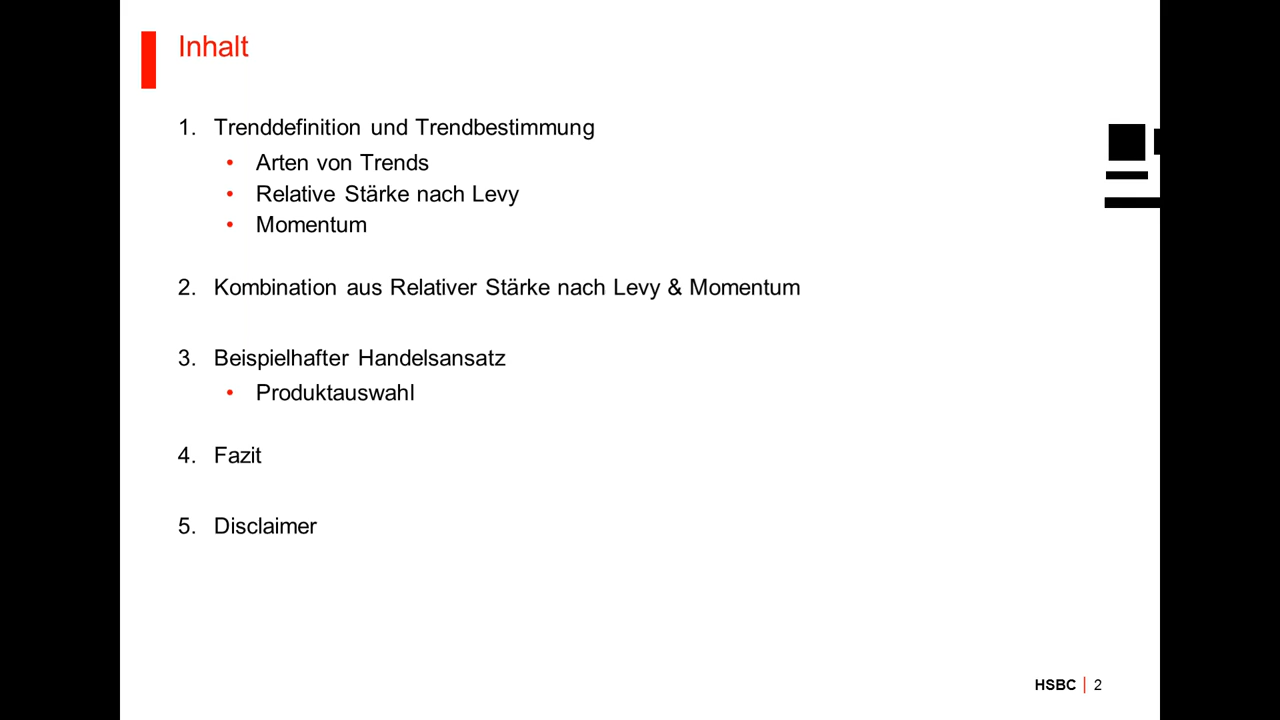 Inhalt
1. Trenddefinition und Trendbestimmung
• Arten von Trends
• Relative Stärke nach Levy
• Momentum
2. Kombination aus Relativer Stärke nach Levy & Momentum
3. Beispielhafter Handelsansatz
• Produktauswahl
4. Fazit
5. Disclaimer
HSBC | 2